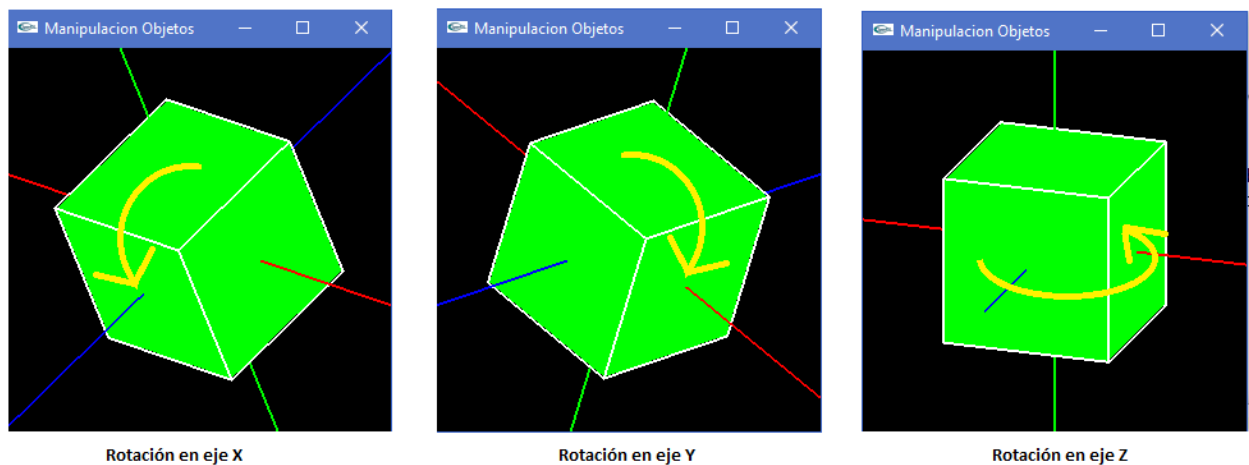 Manipulacion Objetos
Manipulacion Objetos
Manipulacion Objetos
Rotación en eje X
Rotación en eje Y
Rotación en eje Z